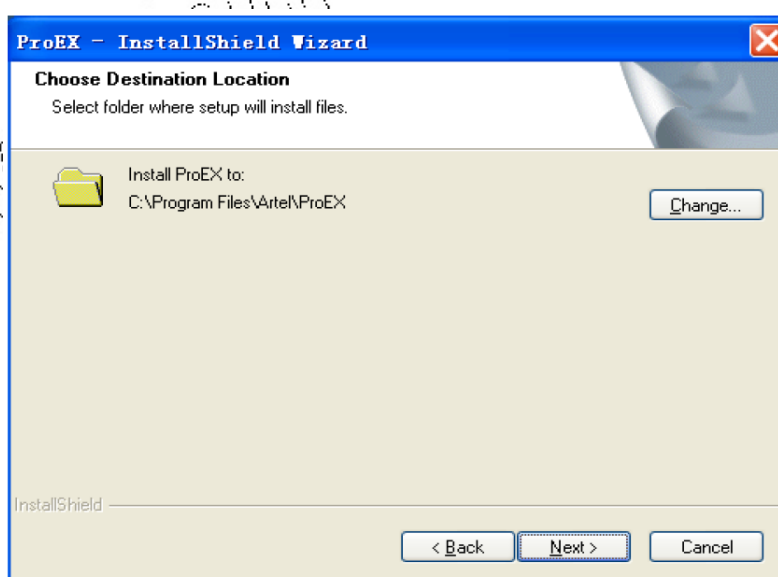 ProEX - InstallShield Wizard
Choose Destination Location
Select folder where setup will install files.
Install ProEX to:
C:\Program Files\Artel\ProEX
Change...
InstallShield
< Back
Next >
Cancel